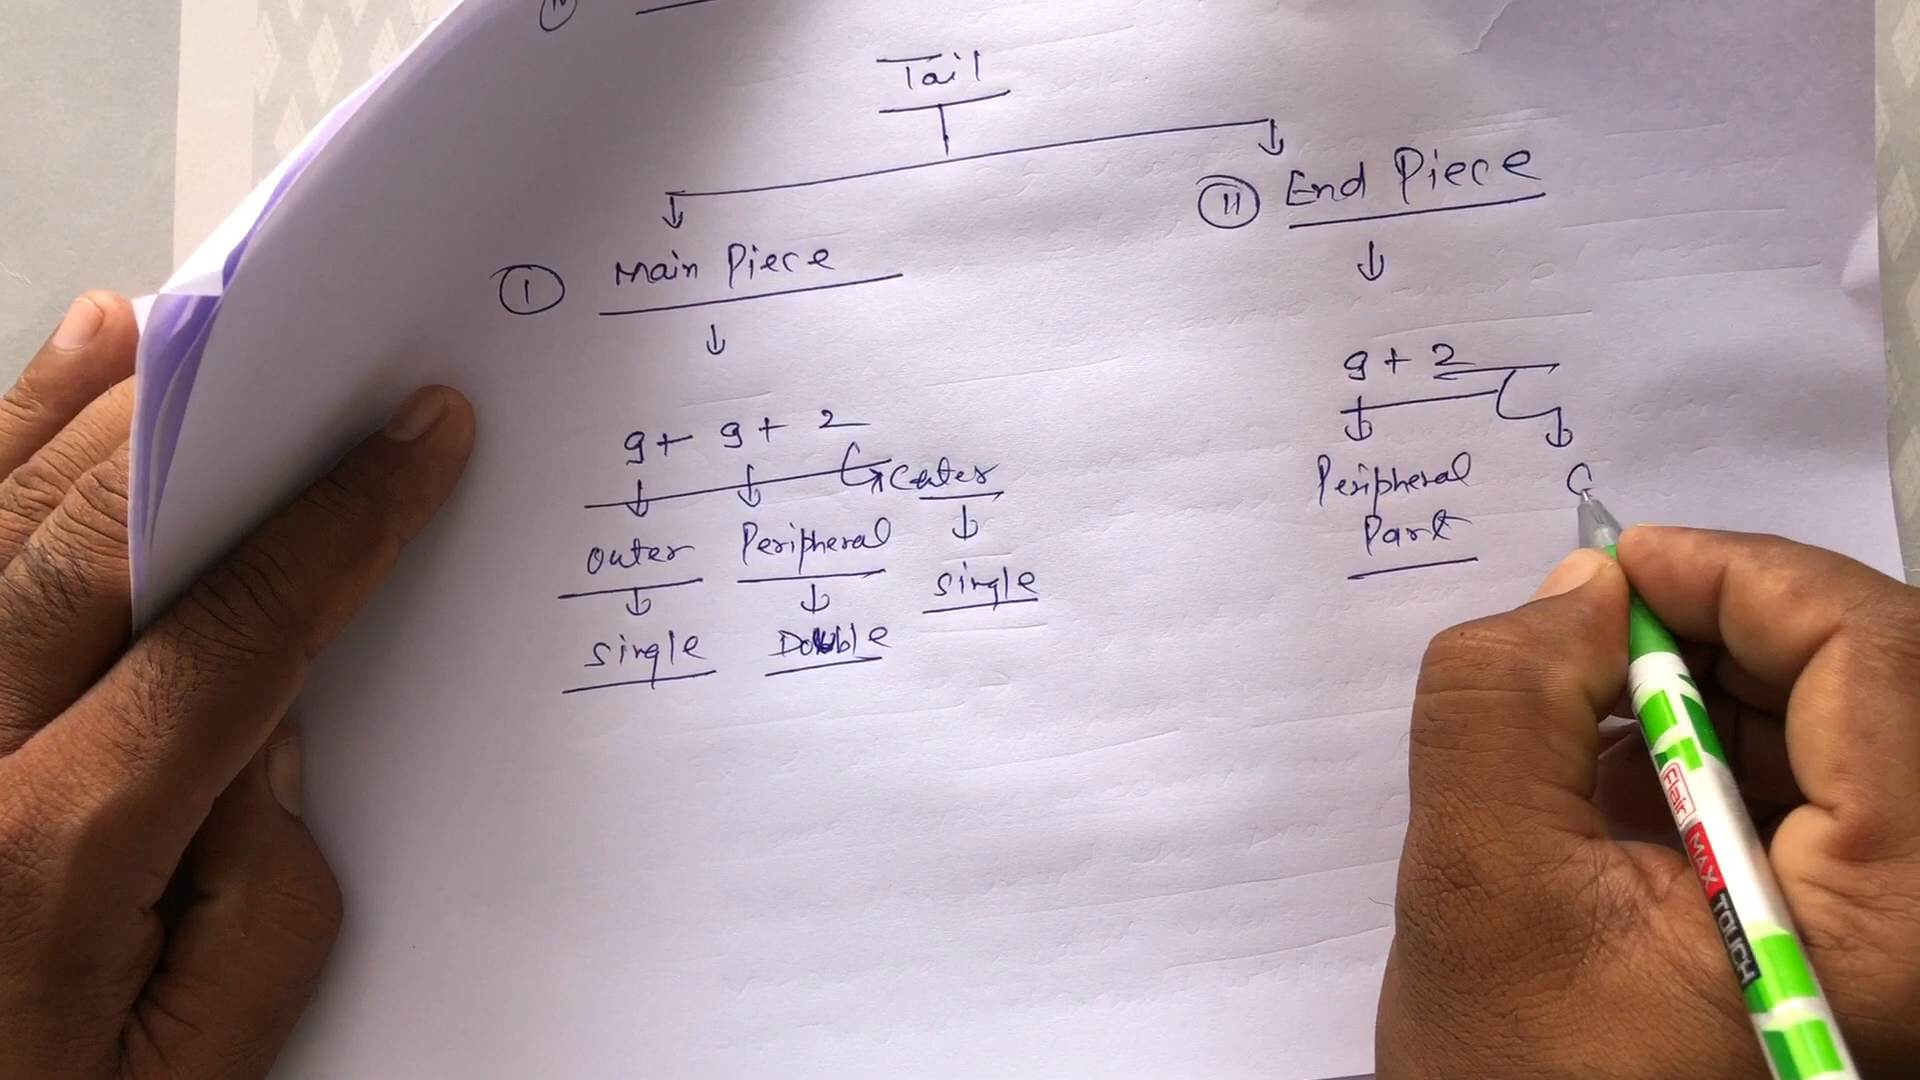 Tail
I Main Piece
9+ 9+ 2
Center
Single
Outer
Peripheral
Single
Double
II End Piece
9 + 2
Peripheral
Part
C
Flair MAX TOUCH